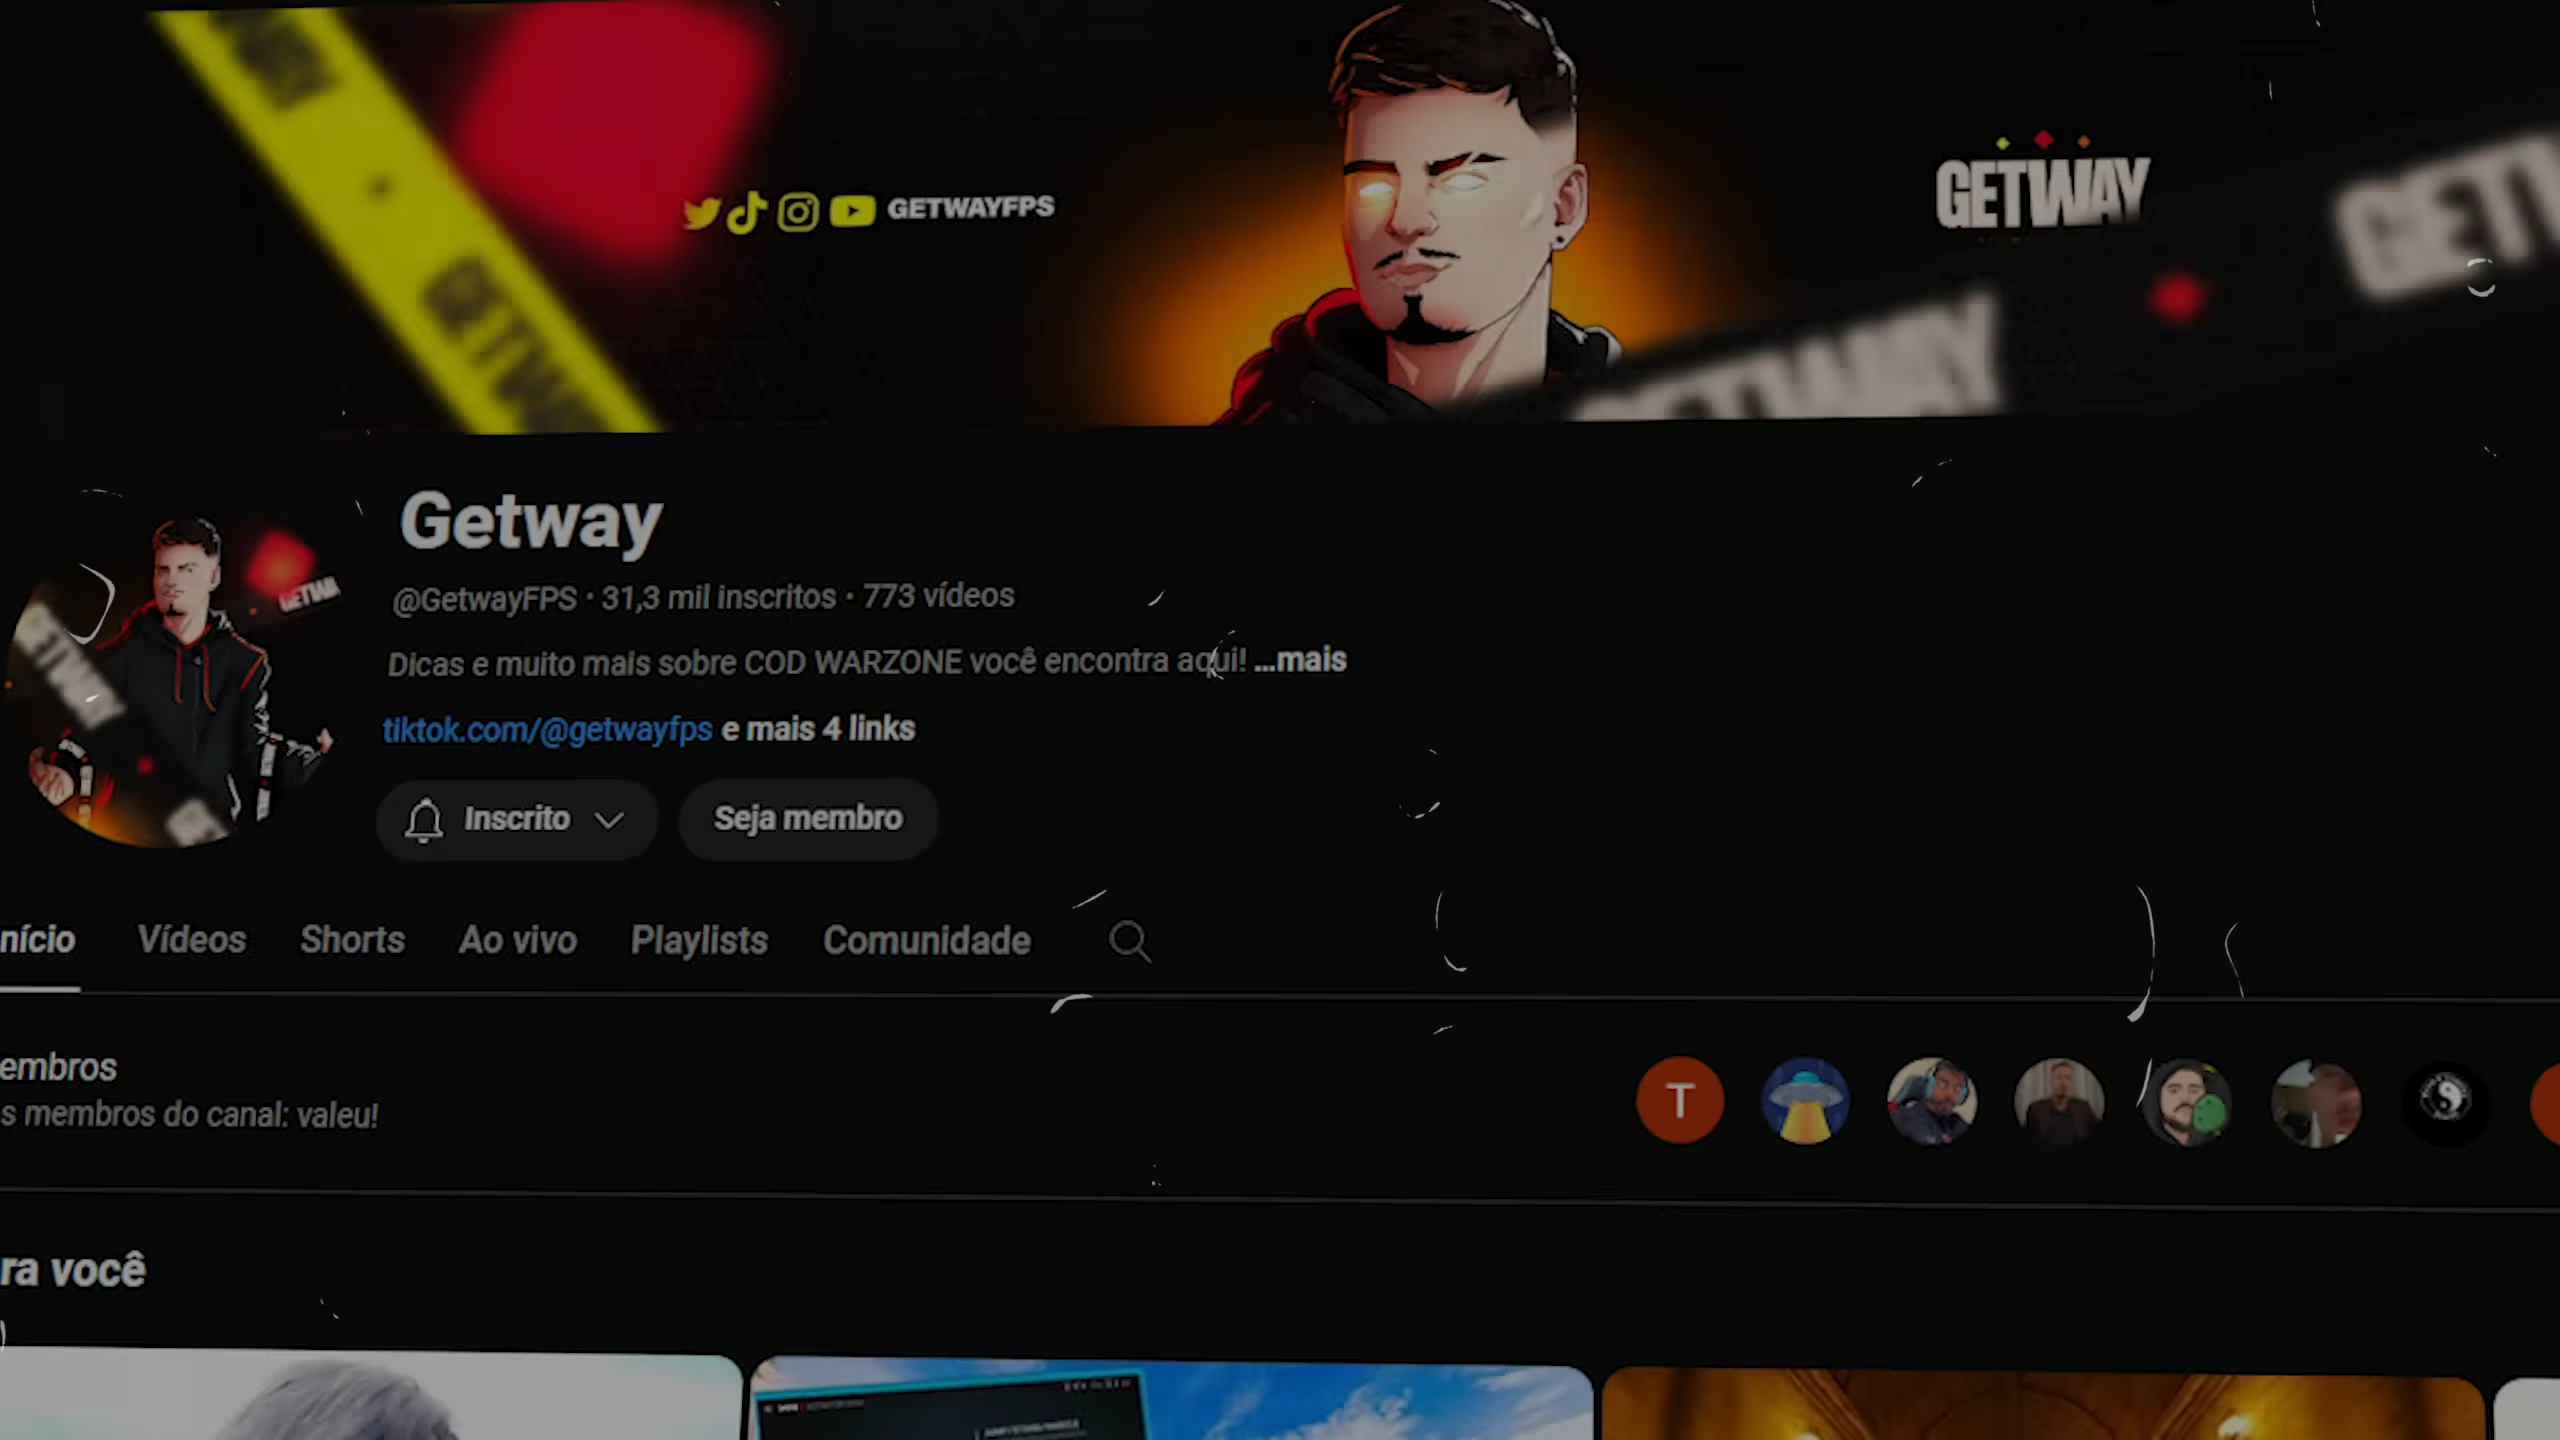 GETWAYFPS
GETWAY
GETW
GETWAY
Getway
@GetwayFPS · 31,3 mil inscritos · 773 vídeos
Dicas e muito mais sobre COD WARZONE você encontra aqui! ...mais
tiktok.com/@getwayfps e mais 4 links
Inscrito
Seja membro
nício Vídeos Shorts Ao vivo Playlists Comunidade
embros
s membros do canal: valeu!
T
ra você